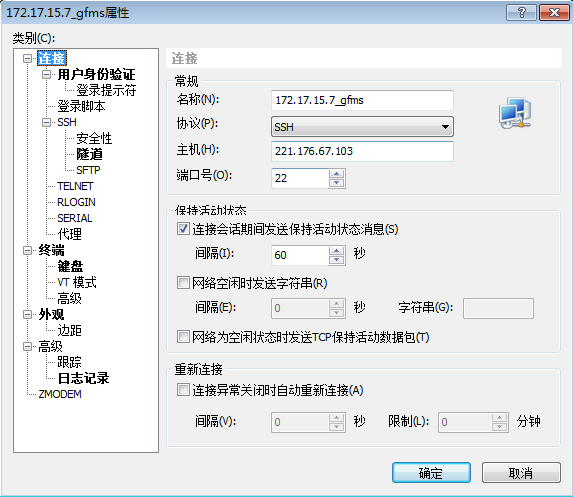 172.17.15.7_gfms属性
类别(C):
连接
用户身份验证
登录提示符
登录脚本
SSH
安全性
隧道
SFTP
TELNET
RLOGIN
SERIAL
代理
终端
键盘
VT 模式
高级
外观
边距
高级
跟踪
日志记录
ZMODEM
连接
常规
名称(N): 172.17.15.7_gfms
协议(P): SSH
主机(H): 221.176.67.103
端口号(O): 22
保持活动状态
连接会话期间发送保持活动状态消息(S)
间隔(I): 60 秒
网络空闲时发送字符串(R)
间隔(E): 0 秒 字符串(G):
网络为空闲状态时发送TCP保持活动数据包(T)
重新连接
连接异常关闭时自动重新连接(A)
间隔(V): 0 秒 限制(L): 0 分钟
确定 取消